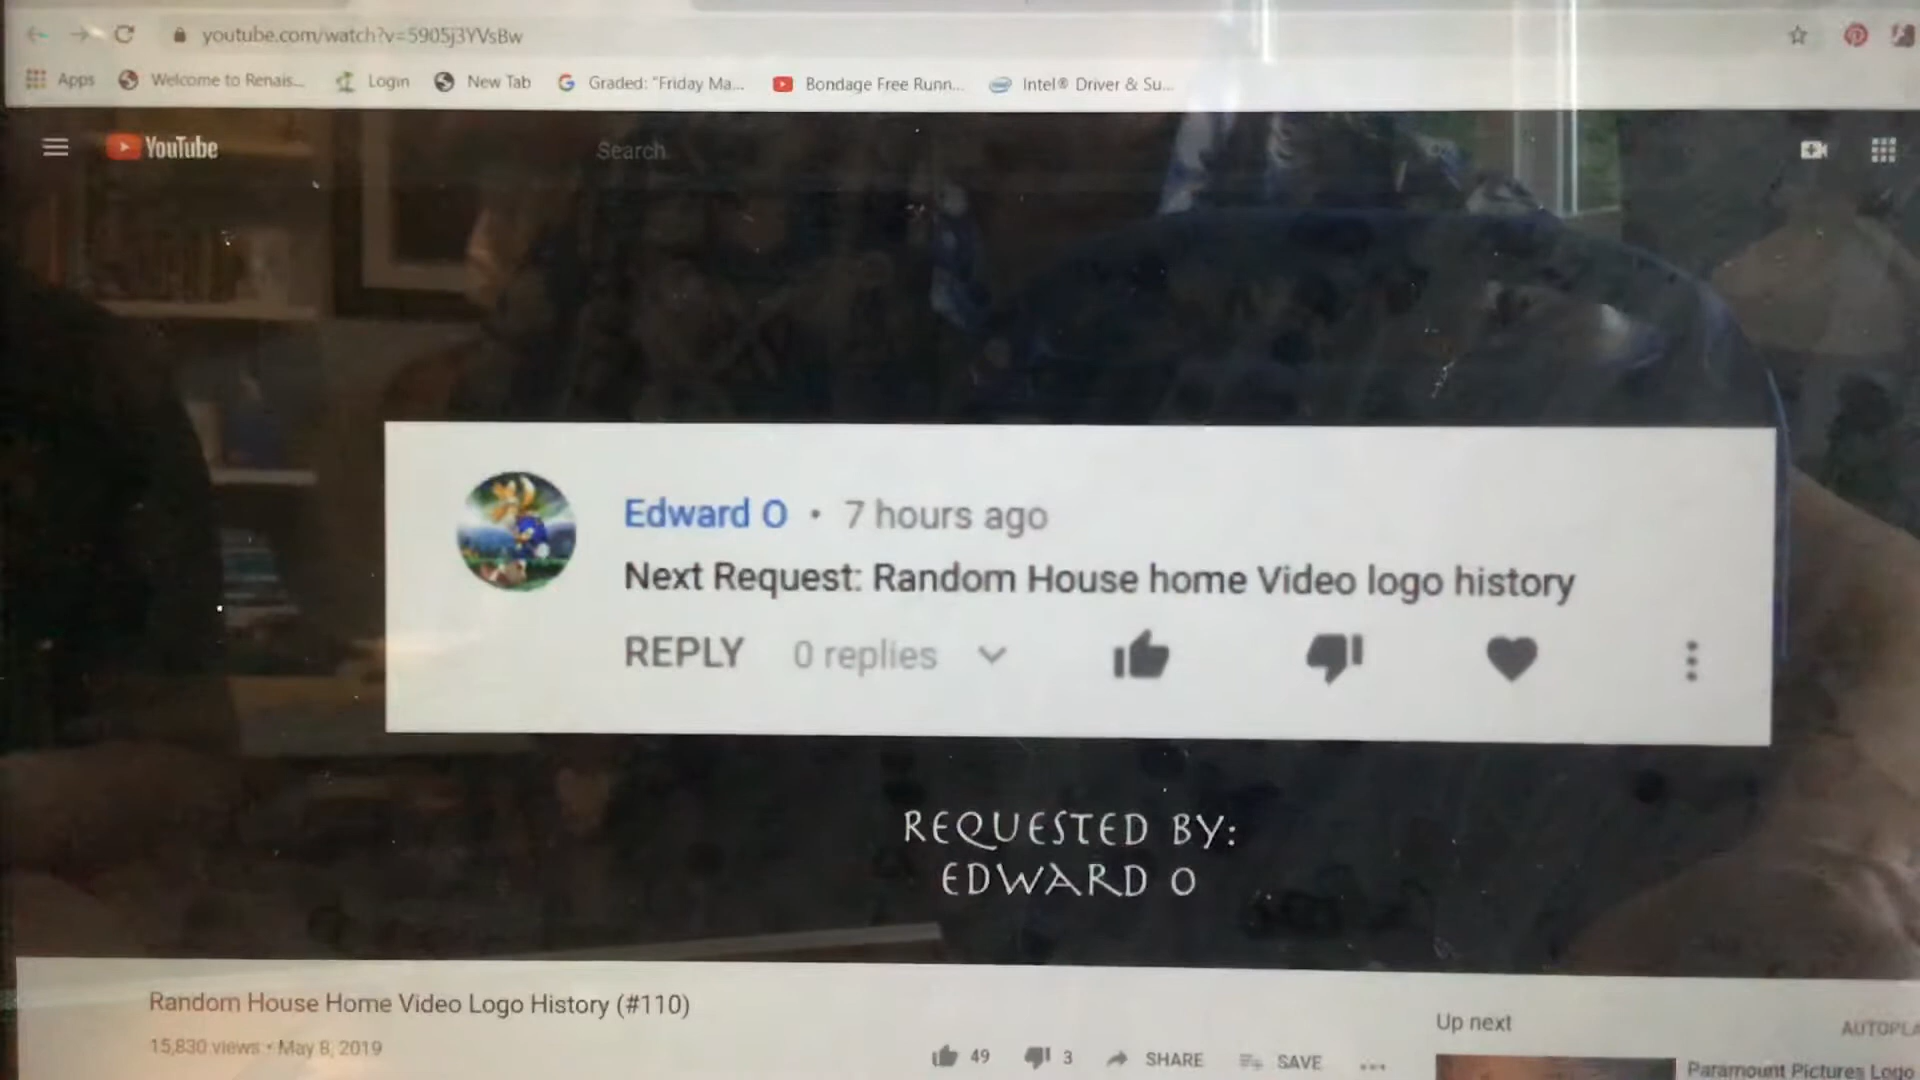 youtube.com/watch?v=5905j3YVsBw
Apps Welcome to Renais... Login New Tab Graded: "Friday Ma... Bondage Free Runn... Intel® Driver & Su...
YouTube Search
Edward O • 7 hours ago
Next Request: Random House home Video logo history
REPLY 0 replies
REQUESTED BY:
EDWARD O
Random House Home Video Logo History (#110)
15,830 views • May 8, 2019
49 3 SHARE SAVE ...
Up next AUTOPLA
Paramount Pictures Logo